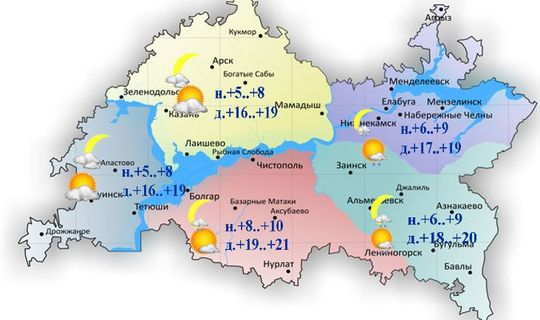 Агрыз
Кукмор
Арск
Богатые Сабы
Менделеевск
Зеленодольск
н.+5..+8
Елабуга
Мензелинск
Казань
д.+16..+19
Мамадыш
Набережные Челны
Нижнекамск
н.+6..+9
Лаишево
Рыбная Слобода
д.+17..+19
Апастово
Чистополь
Заинск
н.+5..+8
д.+16..+19
Болгар
Базарные Матаки
Джалиль
Альметьевск
Тетюши
Аксубаево
Азнакаево
н.+8..+10
н.+6..+9
Дрожжаное
д.+19..+21
д.+18..+20
Бугульма
Лениногорск
Нурлат
Бавлы